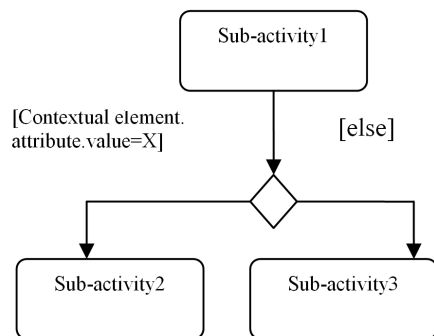 Sub-activity1
[Contextual element.
attribute.value=X]
[else]
Sub-activity2
Sub-activity3